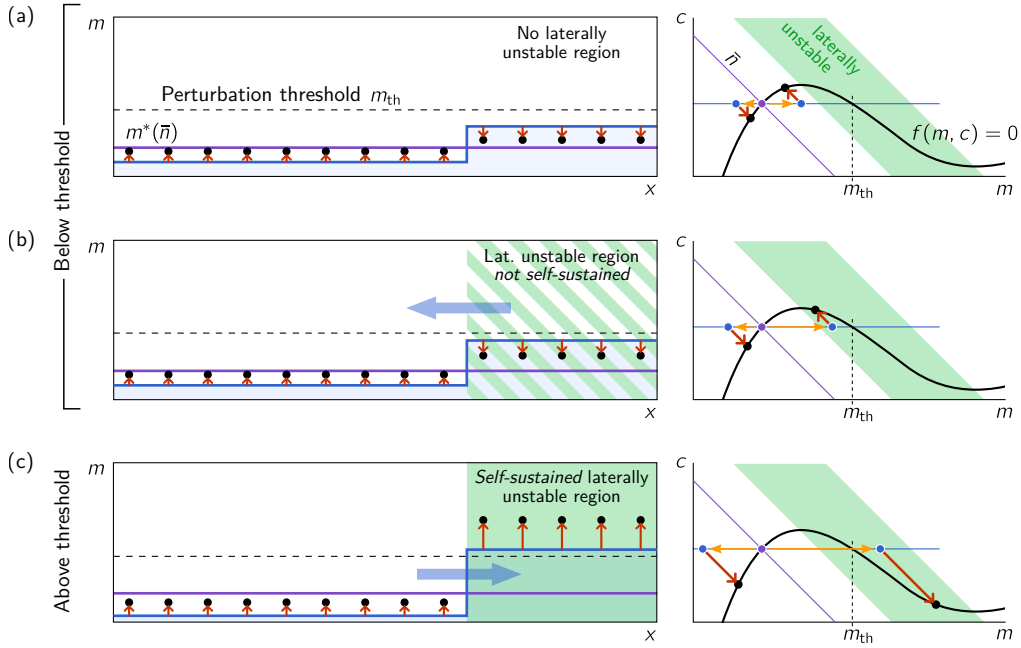 (a)
Below threshold
m
No laterally
unstable region
Perturbation threshold m_th
m*(n̄)
x
c
n̄
laterally
unstable
f(m, c) = 0
m_th
m
(b)
m
Lat. unstable region
not self-sustained
x
c
m_th
m
(c)
Above threshold
m
Self-sustained laterally
unstable region
x
c
m_th
m